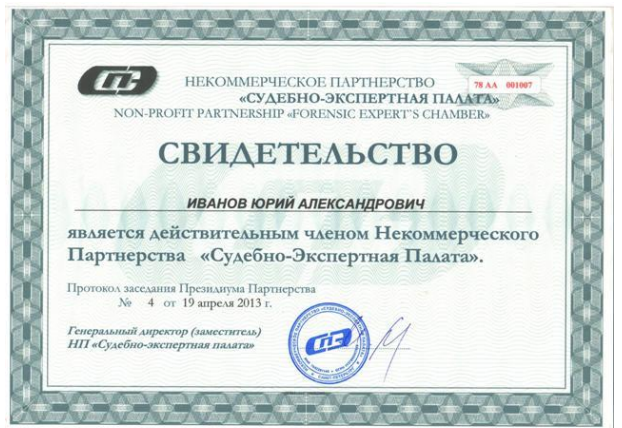 СПЭ
НЕКОММЕРЧЕСКОЕ ПАРТНЕРСТВО
«СУДЕБНО-ЭКСПЕРТНАЯ ПАЛАТА»
78 АА 001007
NON-PROFIT PARTNERSHIP «FORENSIC EXPERT'S CHAMBER»
СВИДЕТЕЛЬСТВО
ИВАНОВ ЮРИЙ АЛЕКСАНДРОВИЧ
является действительным членом Некоммерческого
Партнерства «Судебно-Экспертная Палата».
Протокол заседания Президиума Партнерства
№ 4 от 19 апреля 2013 г.
Генеральный директор (заместитель)
НП «Судебно-экспертная палата»